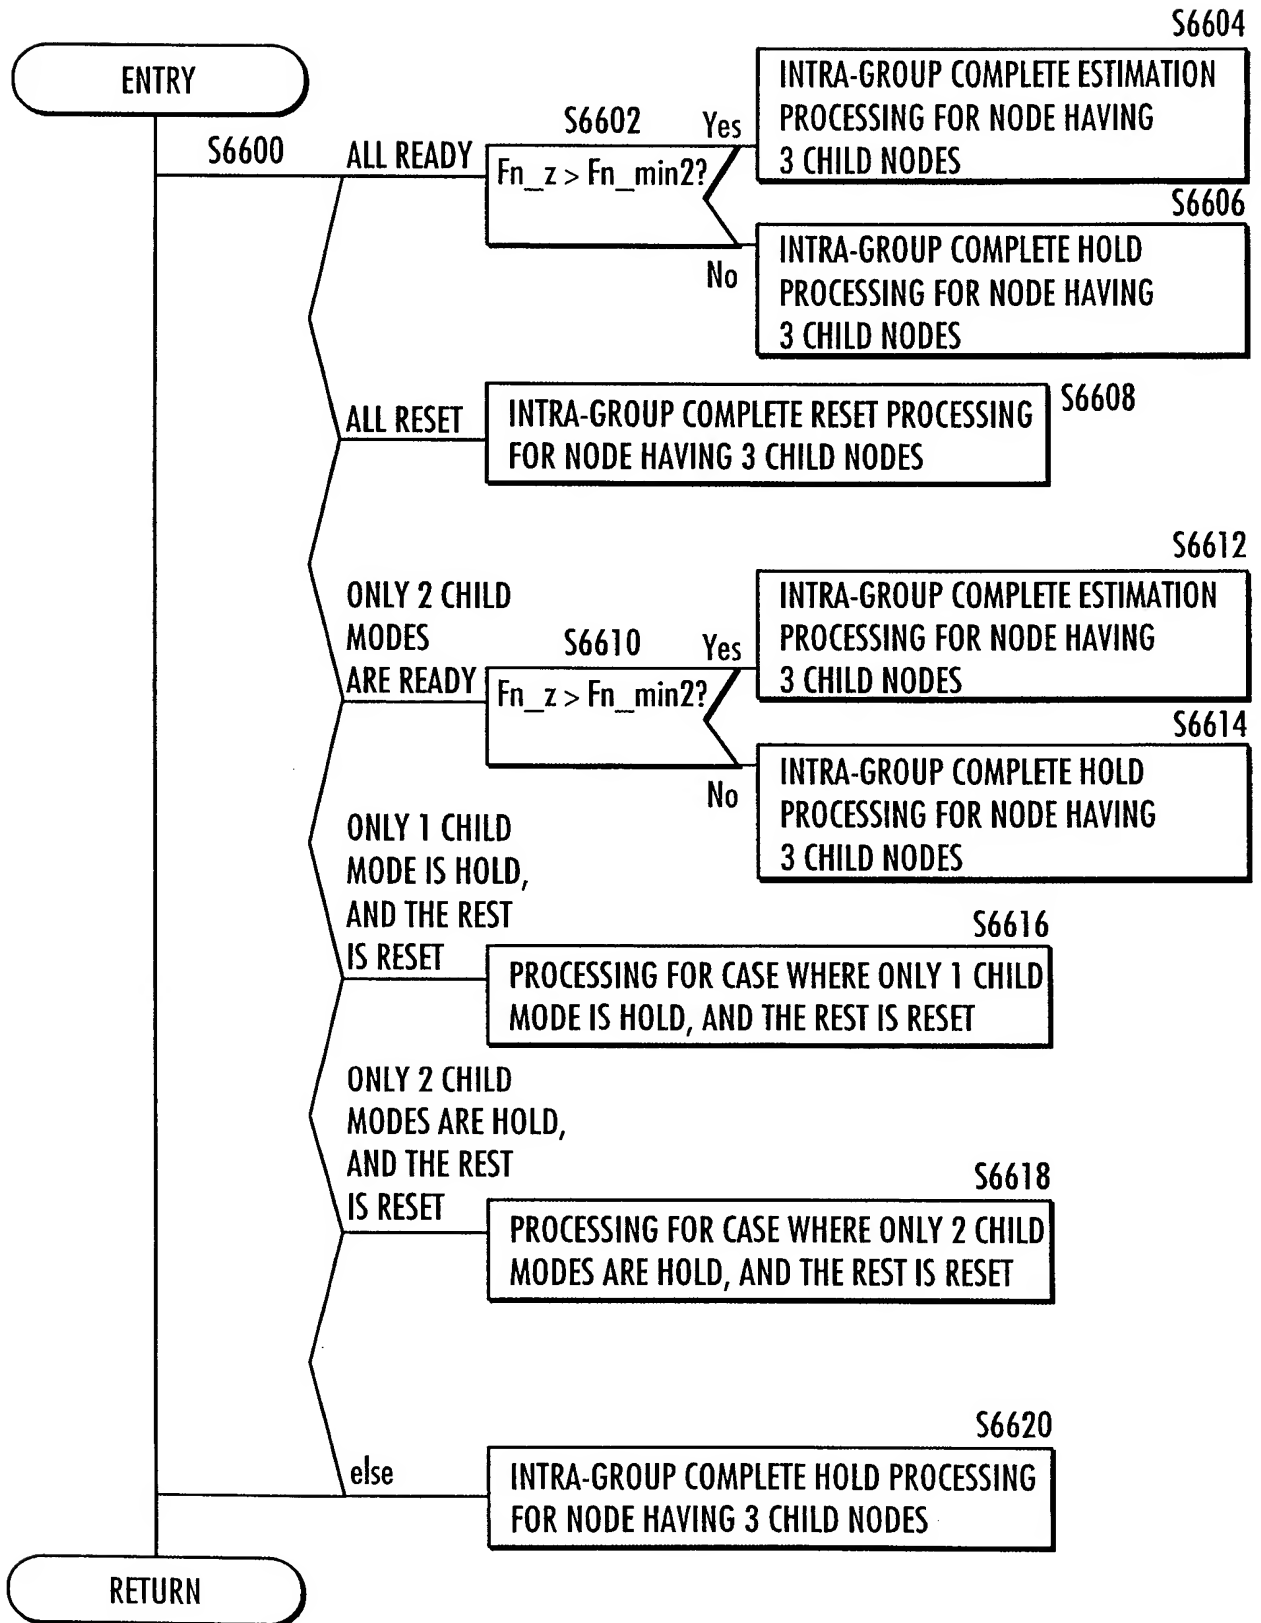 ENTRY
S6600
ALL READY
S6602
Fn_z > Fn_min2?
Yes
S6604
INTRA-GROUP COMPLETE ESTIMATION
PROCESSING FOR NODE HAVING
3 CHILD NODES
No
S6606
INTRA-GROUP COMPLETE HOLD
PROCESSING FOR NODE HAVING
3 CHILD NODES
ALL RESET
S6608
INTRA-GROUP COMPLETE RESET PROCESSING
FOR NODE HAVING 3 CHILD NODES
ONLY 2 CHILD
MODES
ARE READY
S6610
Fn_z > Fn_min2?
Yes
S6612
INTRA-GROUP COMPLETE ESTIMATION
PROCESSING FOR NODE HAVING
3 CHILD NODES
No
S6614
INTRA-GROUP COMPLETE HOLD
PROCESSING FOR NODE HAVING
3 CHILD NODES
ONLY 1 CHILD
MODE IS HOLD,
AND THE REST
IS RESET
S6616
PROCESSING FOR CASE WHERE ONLY 1 CHILD
MODE IS HOLD, AND THE REST IS RESET
ONLY 2 CHILD
MODES ARE HOLD,
AND THE REST
IS RESET
S6618
PROCESSING FOR CASE WHERE ONLY 2 CHILD
MODES ARE HOLD, AND THE REST IS RESET
else
S6620
INTRA-GROUP COMPLETE HOLD PROCESSING
FOR NODE HAVING 3 CHILD NODES
RETURN